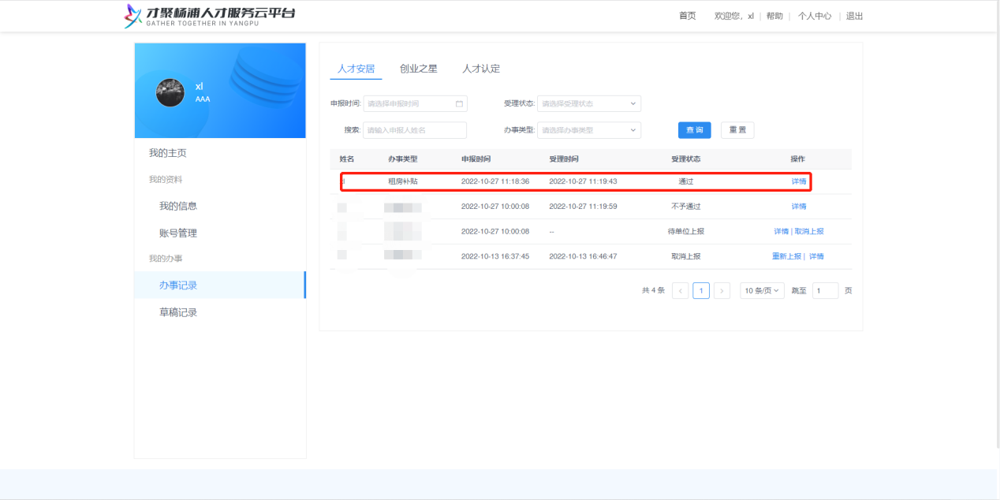 才聚杨浦人才服务云平台
GATHER TOGETHER IN YANGPU
首页 欢迎您, xl | 帮助 | 个人中心 | 退出
xl
AAA
我的主页
我的资料
我的信息
账号管理
我的办事
办事记录
草稿记录
人才安居 创业之星 人才认定
申报时间: 请选择申报时间 受理状态: 请选择受理状态
搜索: 请输入申报人姓名 办事类型: 请选择办事类型 查询 重置
姓名 办事类型 申报时间 受理时间 受理状态 操作
租房补贴 2022-10-27 11:18:36 2022-10-27 11:19:43 通过 详情
2022-10-27 10:00:08 2022-10-27 11:19:59 不予通过 详情
2022-10-27 10:00:08 -- 待单位上报 详情 | 取消上报
2022-10-13 16:37:45 2022-10-13 16:46:47 取消上报 重新上报 | 详情
共 4 条 < 1 > 10 条/页 跳至 1 页